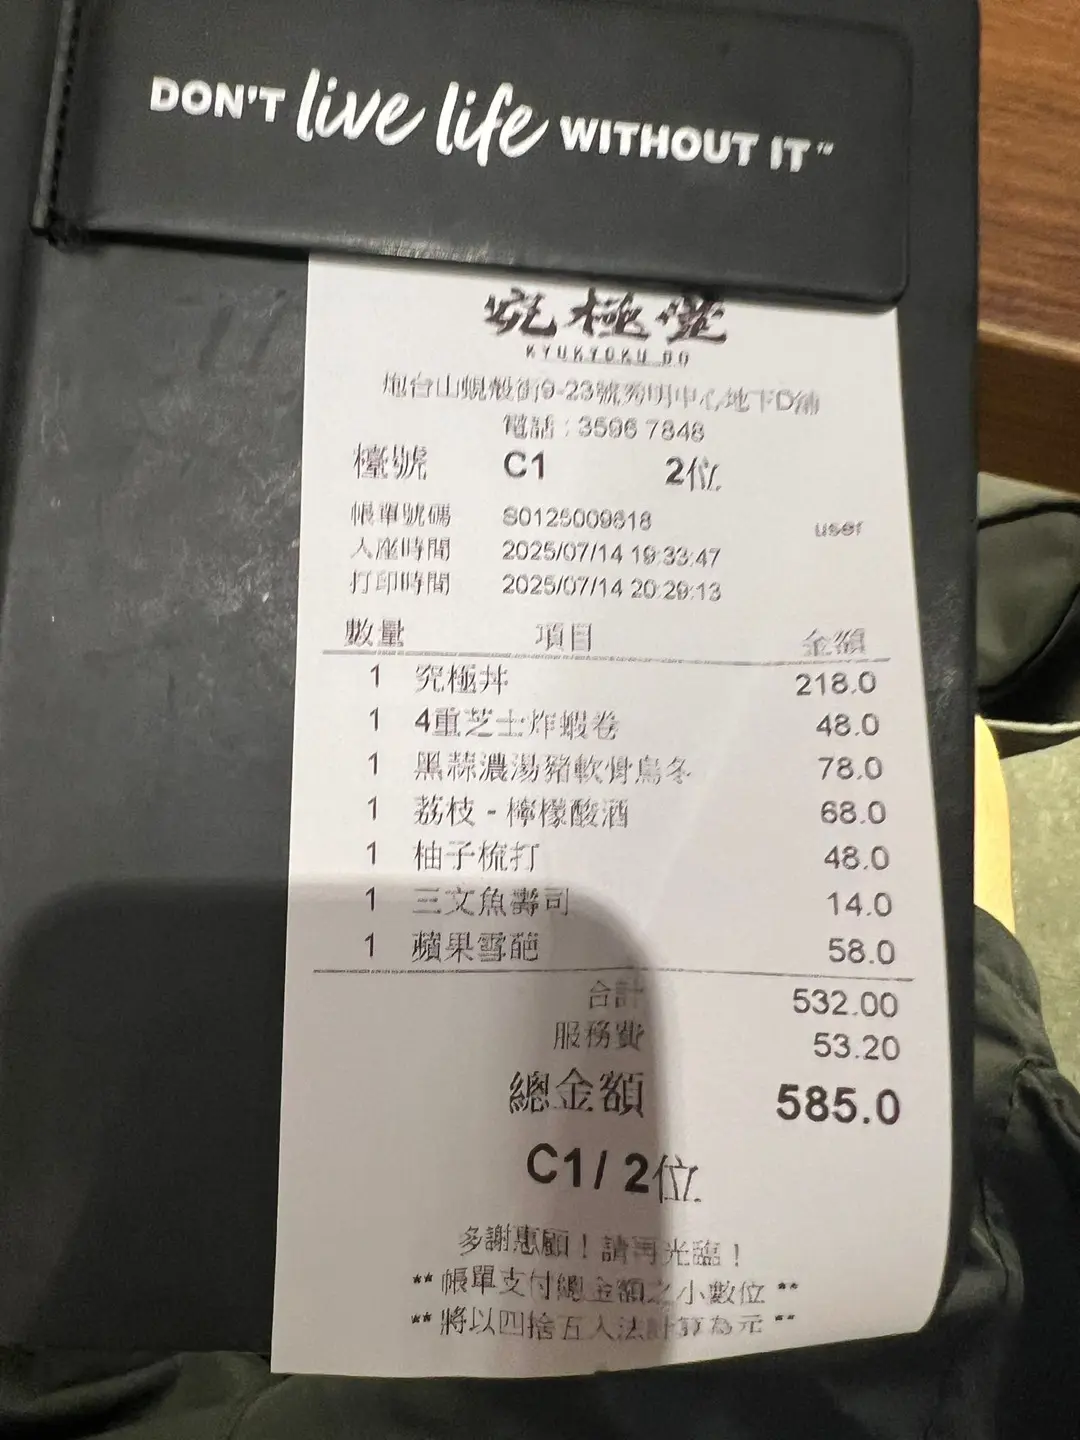 DON'T live life WITHOUT IT™
究極堂
KYUKYOKU DO
炮台山蜆殼街9-23號秀明中心地下D舖
電話 : 3596 7848
檯號 C1 2位
帳單號碼 S0125009618 user
入座時間 2025/07/14 19:33:47
打印時間 2025/07/14 20:29:13
數量 項目 金額
1 究極丼 218.0
1 4重芝士炸蝦卷 48.0
1 黑蒜濃湯豬軟骨烏冬 78.0
1 荔枝 - 檸檬酸酒 68.0
1 柚子梳打 48.0
1 三文魚壽司 14.0
1 蘋果雪葩 58.0
合計 532.00
服務費 53.20
總金額 585.0
C1/ 2位
多謝惠顧！請再光臨！
** 帳單支付總金額之小數位 **
** 將以四捨五入法計算為元 **